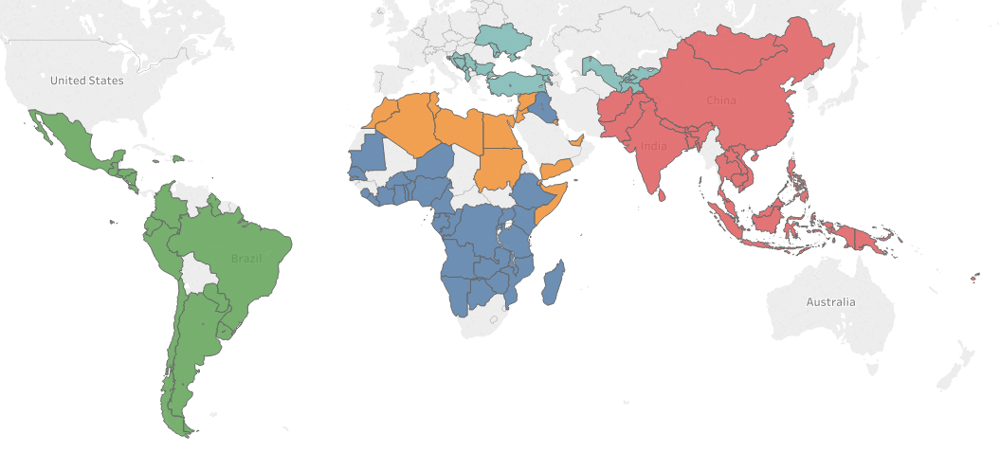 United States
China
India
Brazil
Australia